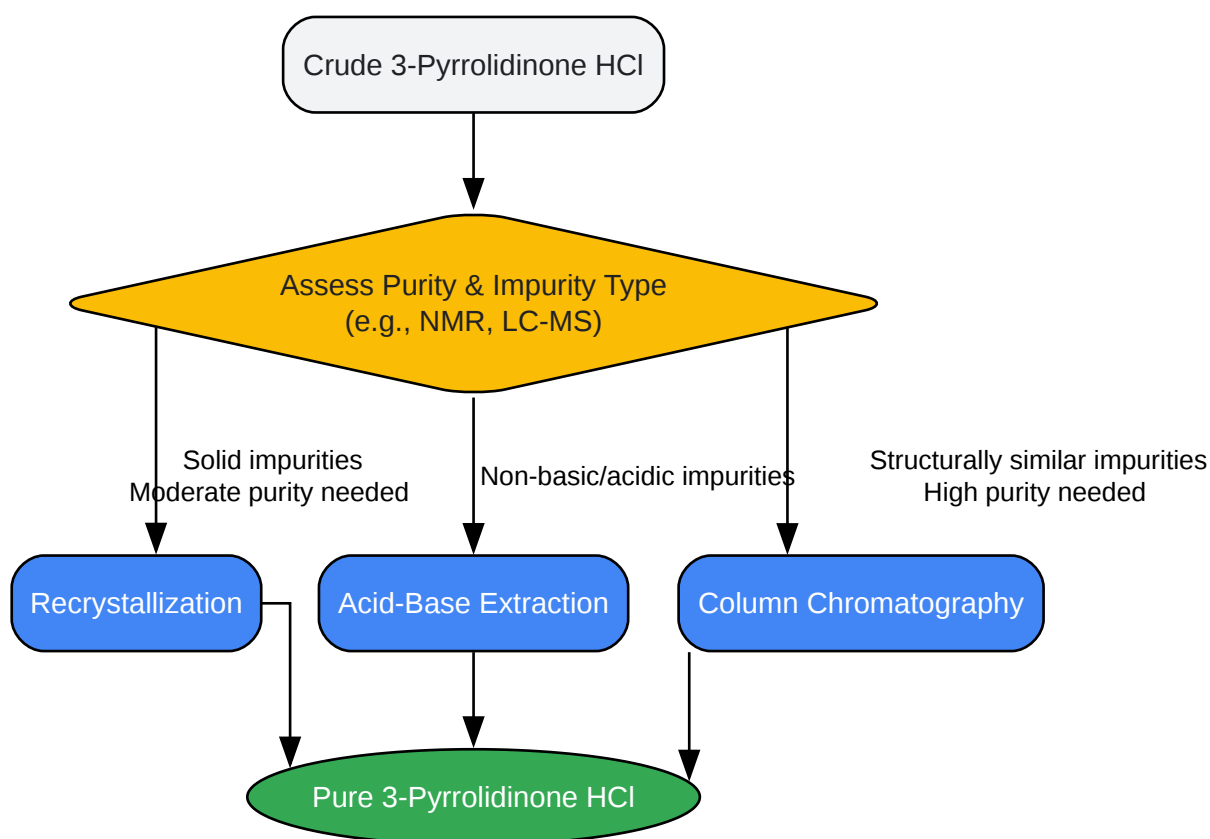 Crude 3-Pyrrolidinone HCl
Assess Purity & Impurity Type
(e.g., NMR, LC-MS)
Solid impurities
Moderate purity needed
Non-basic/acidic impurities
Structurally similar impurities
High purity needed
Recrystallization
Acid-Base Extraction
Column Chromatography
Pure 3-Pyrrolidinone HCl